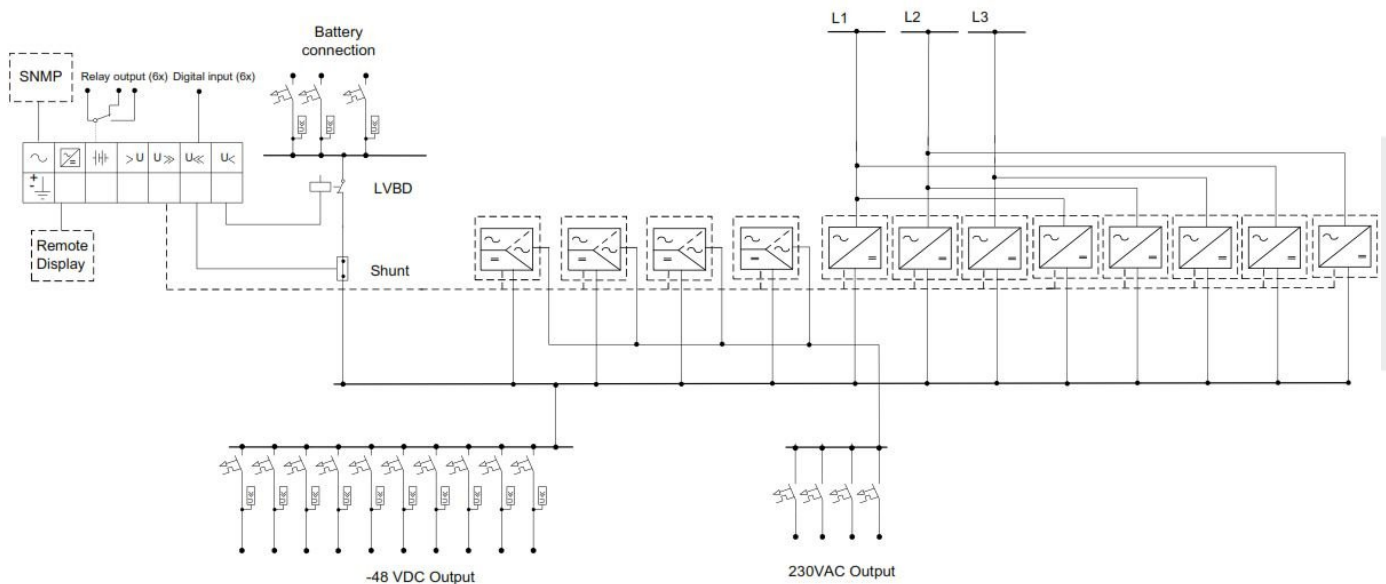 L1
L2
L3
Battery
connection
SNMP
Relay output (6x)
Digital input (6x)
>U
U≫
U≪
U<
LVBD
Remote
Display
Shunt
U≪
U≪
U≪
U≪
U≪
U≪
U≪
U≪
U≪
U≪
U≪
U≪
U≪
-48 VDC Output
230VAC Output